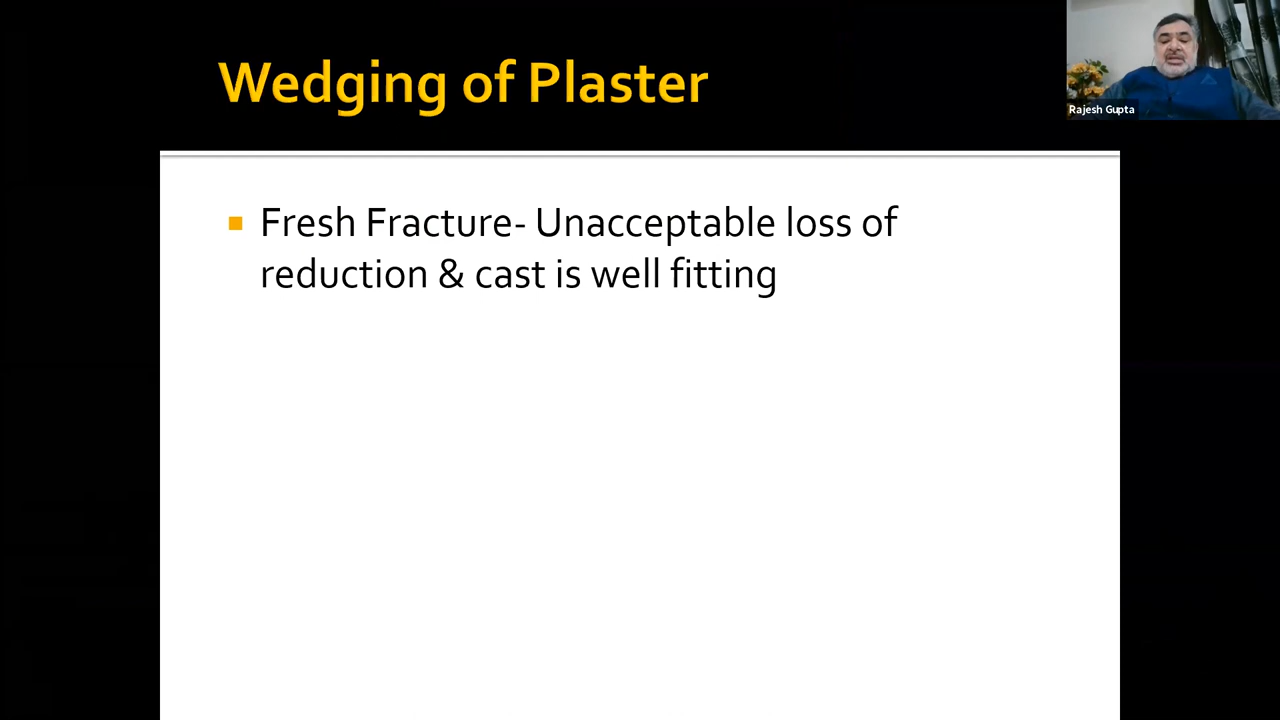 Wedging of Plaster
Rajesh Gupta
Fresh Fracture- Unacceptable loss of
reduction & cast is well fitting